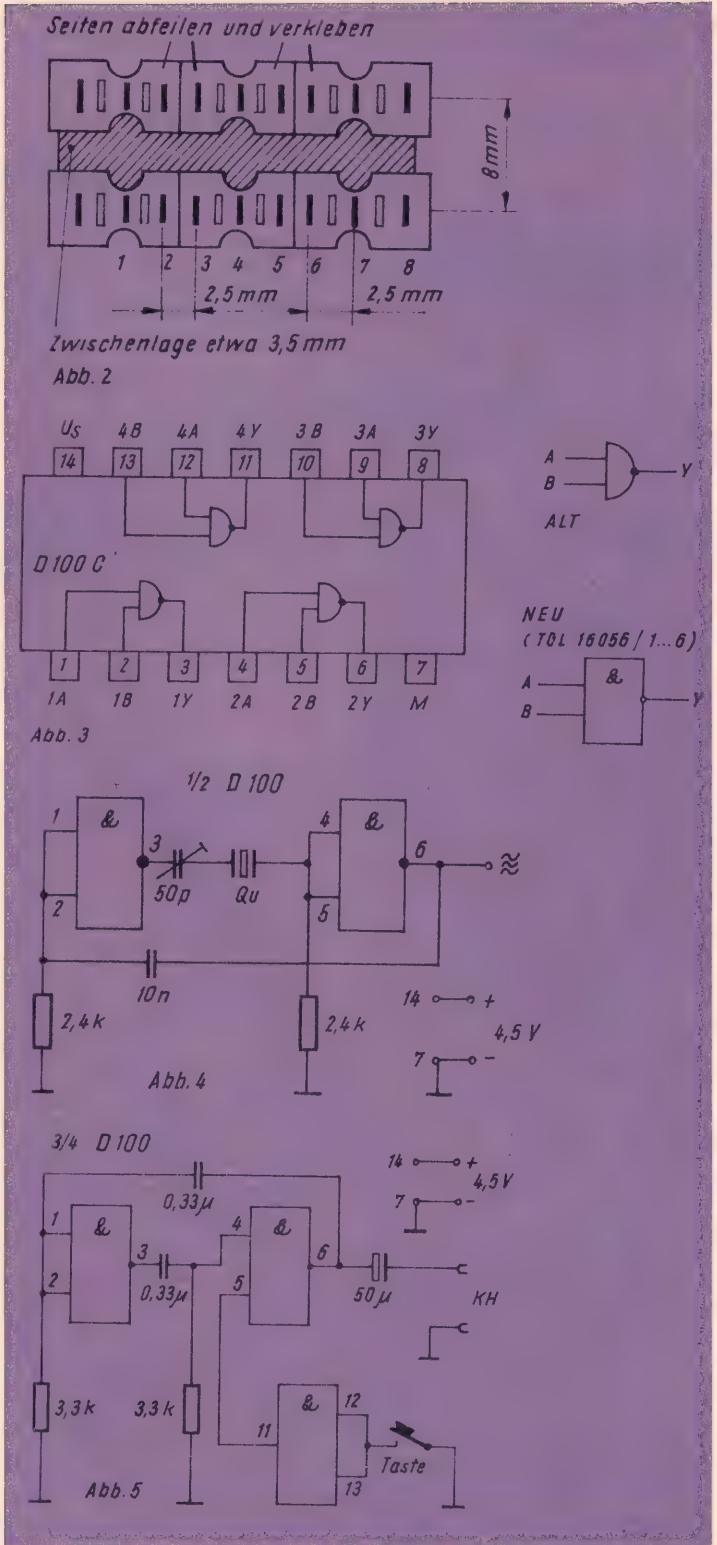 Seiten abfeilen und verkleben
8mm
1 2 3 4 5 6 7 8
2,5 mm 2,5 mm
Zwischenlage etwa 3,5 mm
Abb. 2
Us 4B 4A 4Y 3B 3A 3Y
14 13 12 11 10 9 8
D 100 C
1 2 3 4 5 6 7
1A 1B 1Y 2A 2B 2Y M
Abb. 3
A
B
Y
ALT
NEU
(TGL 16056/1...6)
A
&
B
Y
1/2 D 100
1 & 3 4 & 6 ≈
50p Qu
2 5
10n
2,4k 2,4k
14 +
4,5 V
7 -
Abb. 4
3/4 D 100
0,33µ
14 +
4,5 V
7 -
1 & 3 4 & 6
2 0,33µ 5 50µ KH
3,3k 3,3k
11 & 12
13
Taste
Abb. 5